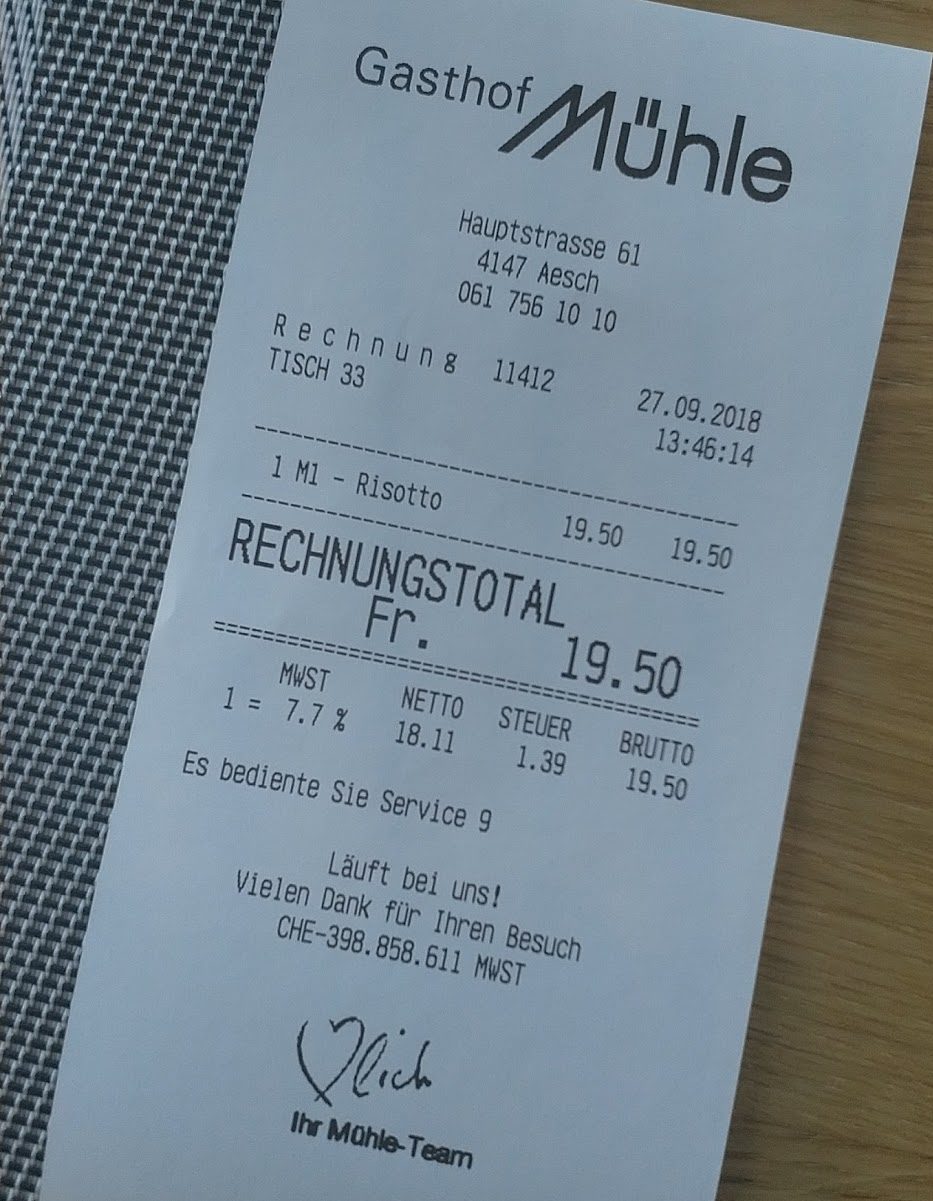 Gasthof Mühle
Hauptstrasse 61
4147 Aesch
061 756 10 10
Rechnung 11412 27.09.2018
TISCH 33 13:46:14
1 M1 - Risotto 19.50 19.50
RECHNUNGSTOTAL
Fr. 19.50
MWST NETTO STEUER BRUTTO
1 = 7.7 % 18.11 1.39 19.50
Es bediente Sie Service 9
Läuft bei uns!
Vielen Dank für Ihren Besuch
CHE-398.858.611 MWST
lich
Ihr Mühle-Team